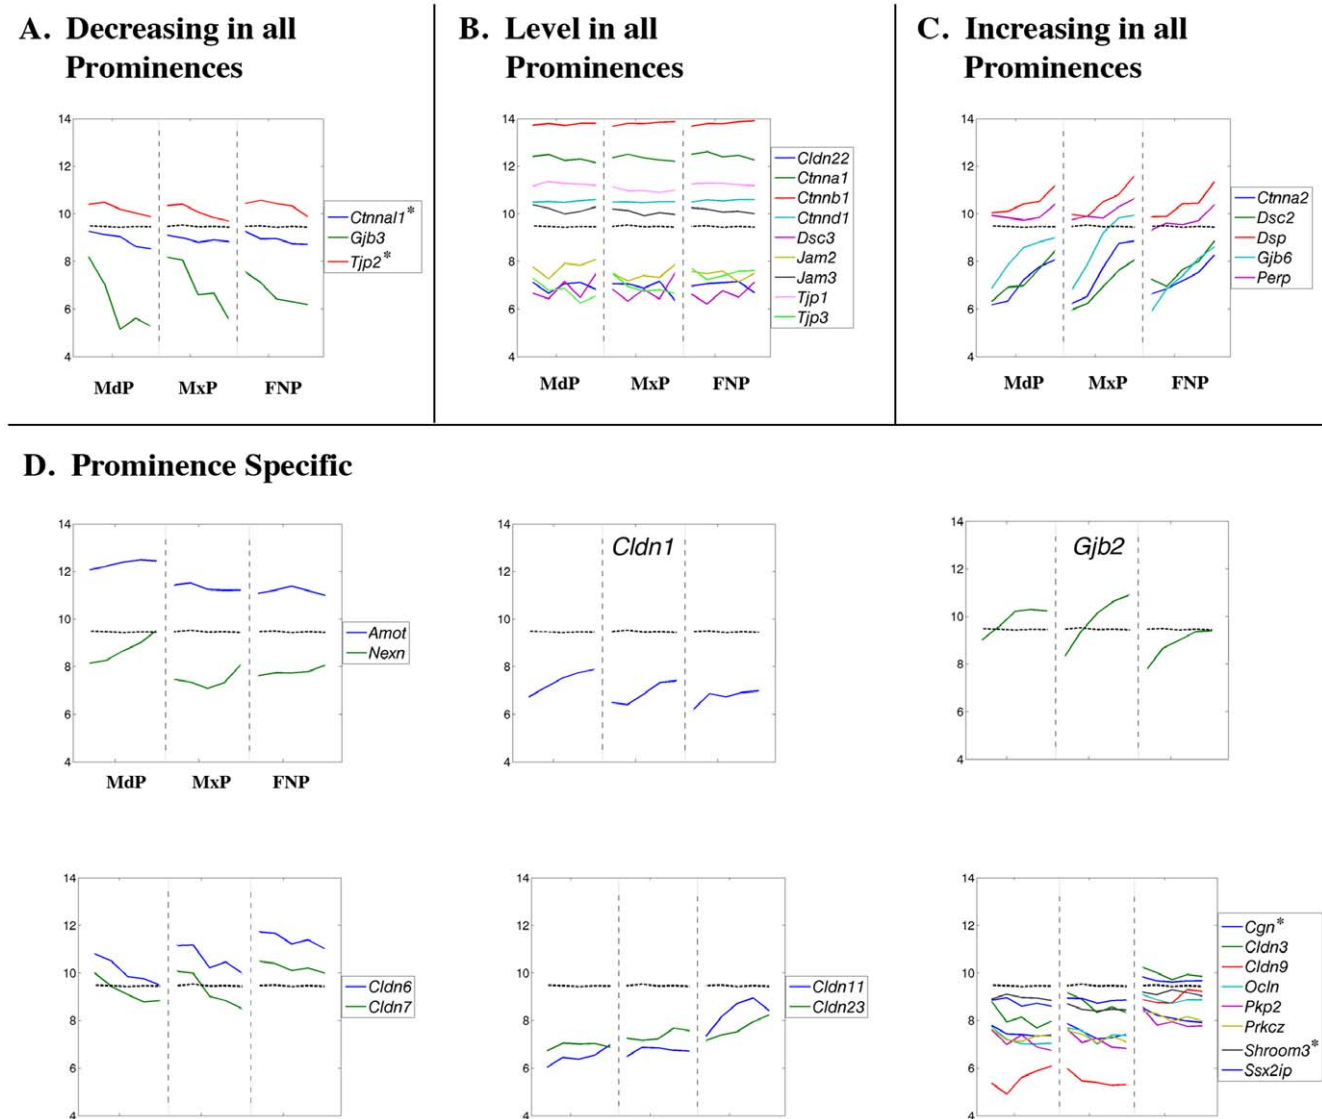 A. Decreasing in all
Prominences
B. Level in all
Prominences
C. Increasing in all
Prominences
14
12
10
8
6
4
MdP
MxP
FNP
Ctnnal1*
Gjb3
Tjp2*
14
12
10
8
6
4
MdP
MxP
FNP
Cldn22
Ctnna1
Ctnnb1
Ctnnd1
Dsc3
Jam2
Jam3
Tjp1
Tjp3
14
12
10
8
6
4
MdP
MxP
FNP
Ctnna2
Dsc2
Dsp
Gjb6
Perp
D. Prominence Specific
14
12
10
8
6
4
MdP
MxP
FNP
Amot
Nexn
Cldn1
14
12
10
8
6
4
Gjb2
14
12
10
8
6
4
14
12
10
8
6
4
Cldn6
Cldn7
14
12
10
8
6
4
Cldn11
Cldn23
14
12
10
8
6
4
Cgn*
Cldn3
Cldn9
Ocln
Pkp2
Prkcz
Shroom3*
Ssx2ip